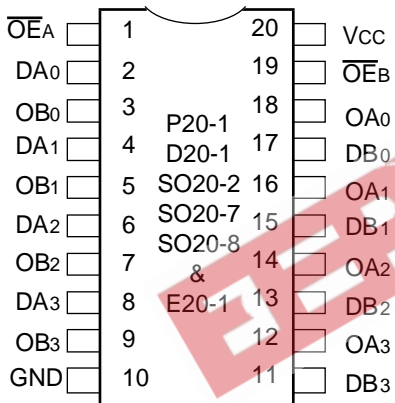 O̅E̅A 1 20 VCC
DA0 2 19 O̅E̅B
OB0 3 18 OA0
DA1 4 17 DB0
OB1 5 16 OA1
DA2 6 15 DB1
OB2 7 14 OA2
DA3 8 13 DB2
OB3 9 12 OA3
GND 10 11 DB3
P20-1
D20-1
SO20-2
SO20-7
SO20-8
&
E20-1